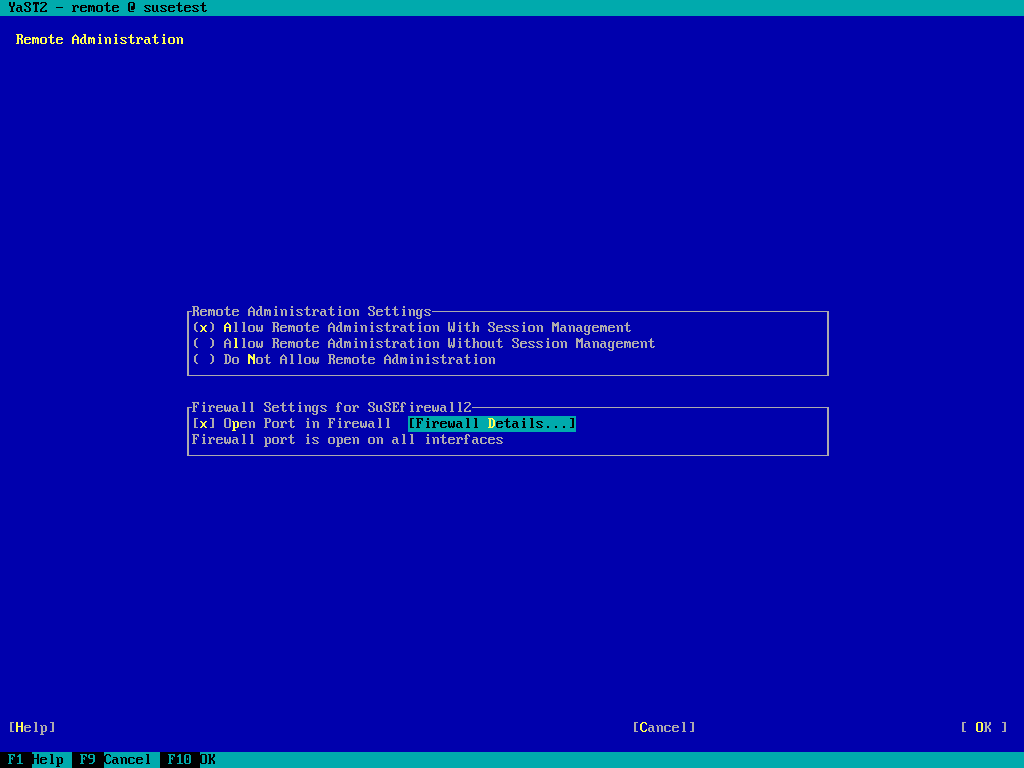 YaST2 - remote @ susetest
Remote Administration
Remote Administration Settings
(x) Allow Remote Administration With Session Management
( ) Allow Remote Administration Without Session Management
( ) Do Not Allow Remote Administration
Firewall Settings for SuSEfirewall2
[x] Open Port in Firewall [Firewall Details...]
Firewall port is open on all interfaces
[Help] [Cancel] [ OK ]
F1 Help F9 Cancel F10 OK